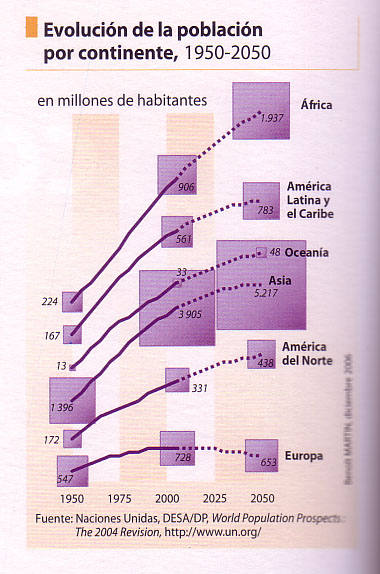 Evolución de la población
por continente, 1950-2050
en millones de habitantes
África
1.937
906
224
América
Latina y
el Caribe
783
561
167
Oceanía
48
33
13
Asia
5.217
3 905
1 396
América
del Norte
438
331
172
Europa
653
728
547
1950 1975 2000 2025 2050
Fuente: Naciones Unidas, DESA/DP, World Population Prospects:
The 2004 Revision, http://www.un.org/
Benoît MARTIN, diciembre 2006